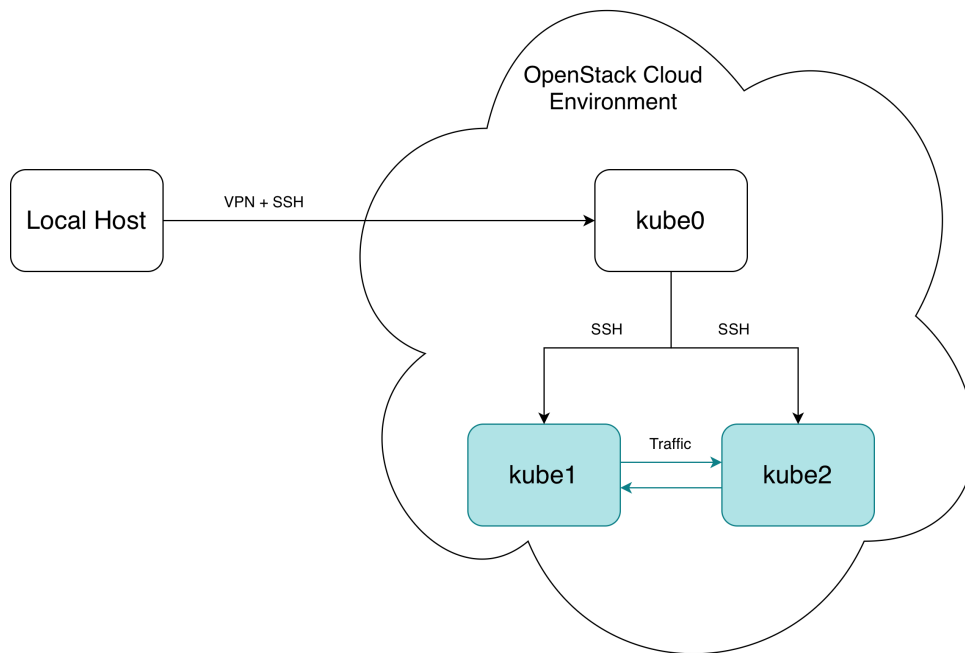 OpenStack Cloud
Environment
Local Host
VPN + SSH
kube0
SSH
SSH
kube1
Traffic
kube2